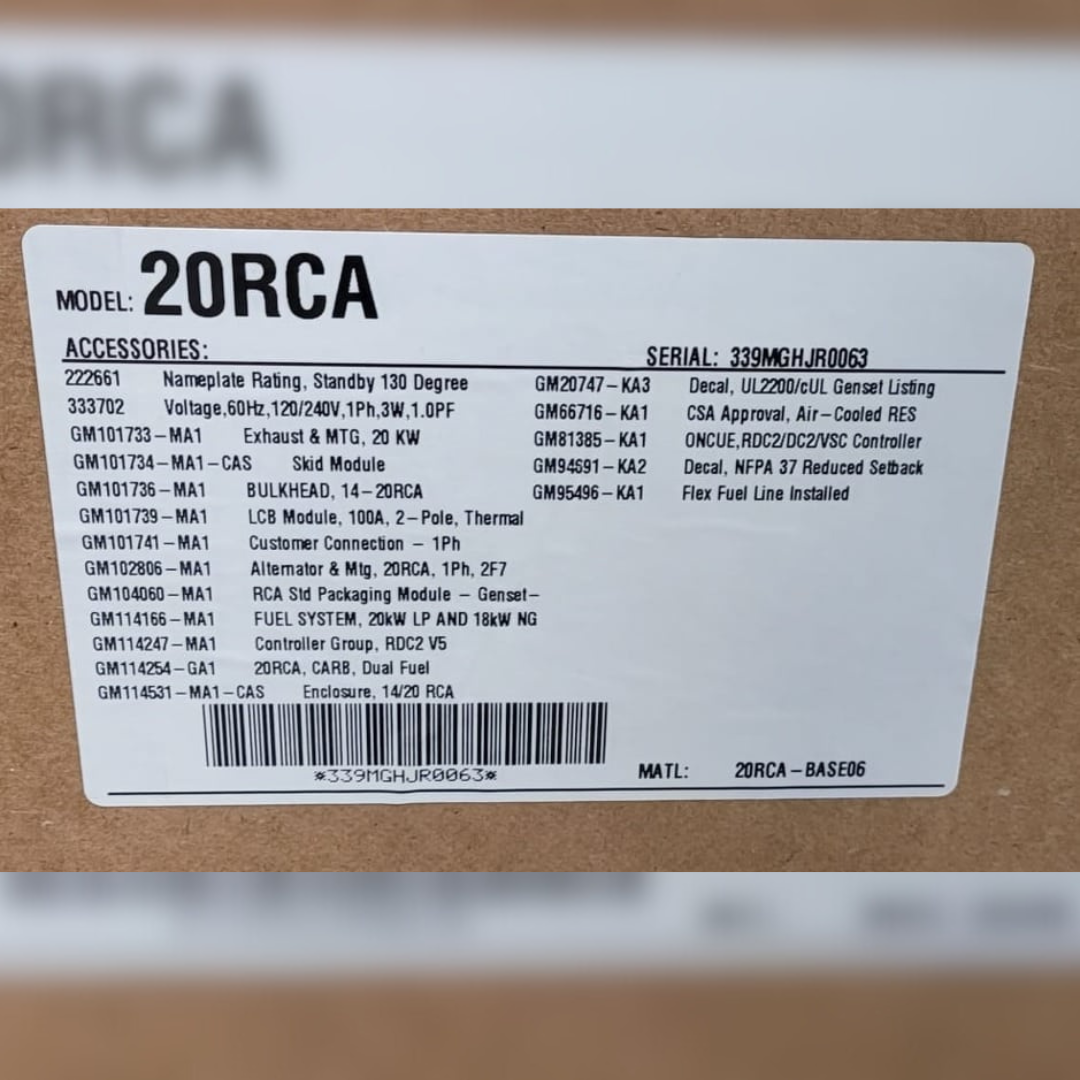 MODEL: 20RCA
ACCESSORIES:
SERIAL: 339MGHJR0063
222661 Nameplate Rating, Standby 130 Degree
333702 Voltage,60Hz,120/240V,1Ph,3W,1.0PF
GM101733-MA1 Exhaust & MTG, 20 KW
GM101734-MA1-CAS Skid Module
GM101736-MA1 BULKHEAD, 14-20RCA
GM101739-MA1 LCB Module, 100A, 2-Pole, Thermal
GM101741-MA1 Customer Connection - 1Ph
GM102806-MA1 Alternator & Mtg, 20RCA, 1Ph, 2F7
GM104060-MA1 RCA Std Packaging Module - Genset-
GM114166-MA1 FUEL SYSTEM, 20kW LP AND 18kW NG
GM114247-MA1 Controller Group, RDC2 V5
GM114254-GA1 20RCA, CARB, Dual Fuel
GM114531-MA1-CAS Enclosure, 14/20 RCA
GM20747-KA3 Decal, UL2200/cUL Genset Listing
GM66716-KA1 CSA Approval, Air-Cooled RES
GM81385-KA1 ONCUE,RDC2/DC2/VSC Controller
GM94691-KA2 Decal, NFPA 37 Reduced Setback
GM95496-KA1 Flex Fuel Line Installed
*339MGHJR0063*
MATL: 20RCA-BASE06